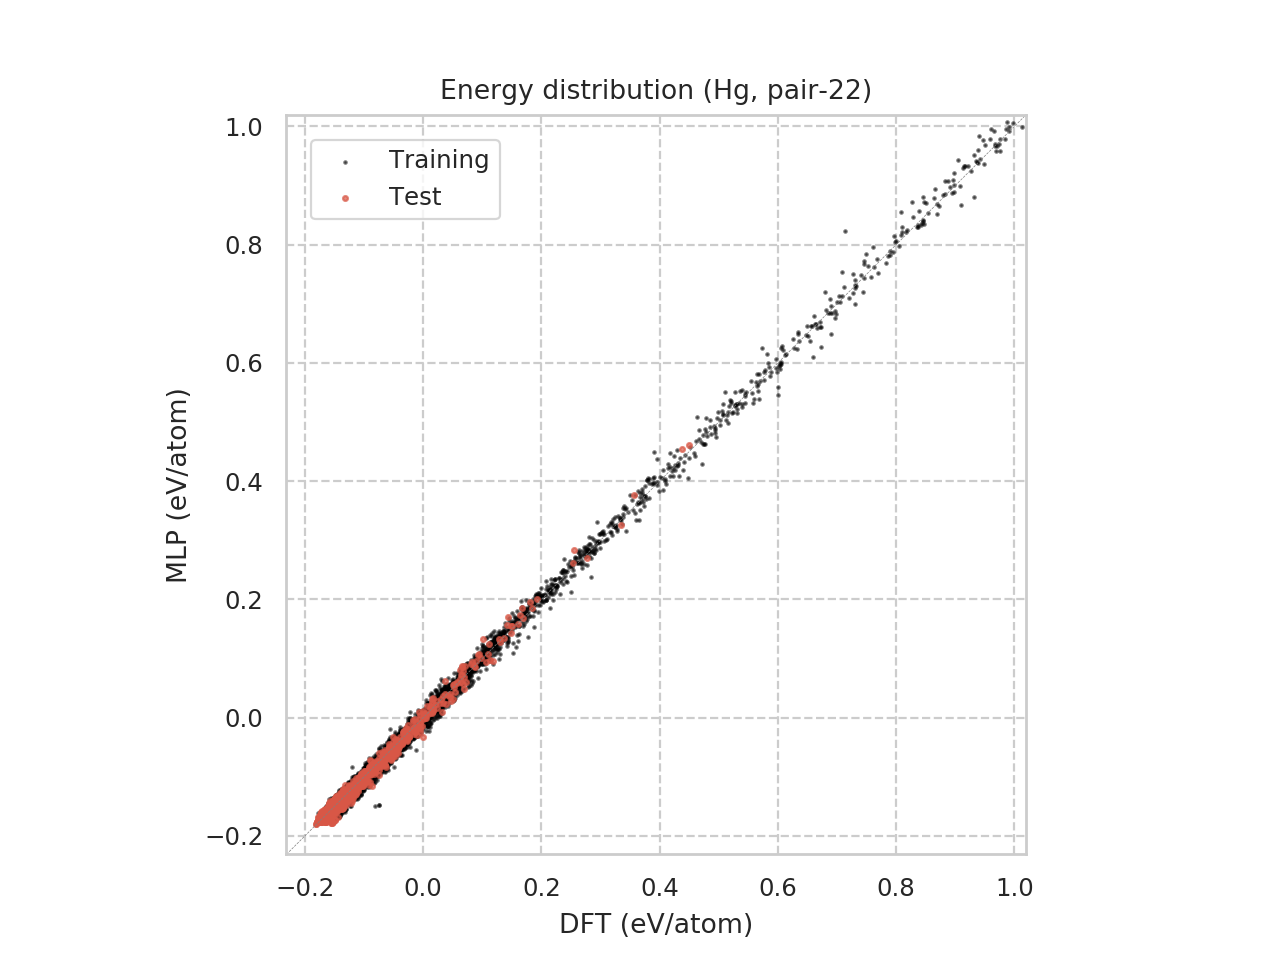 Energy distribution (Hg, pair-22)
Training
Test
1.0
0.8
0.6
0.4
0.2
0.0
−0.2
MLP (eV/atom)
−0.2 0.0 0.2 0.4 0.6 0.8 1.0
DFT (eV/atom)